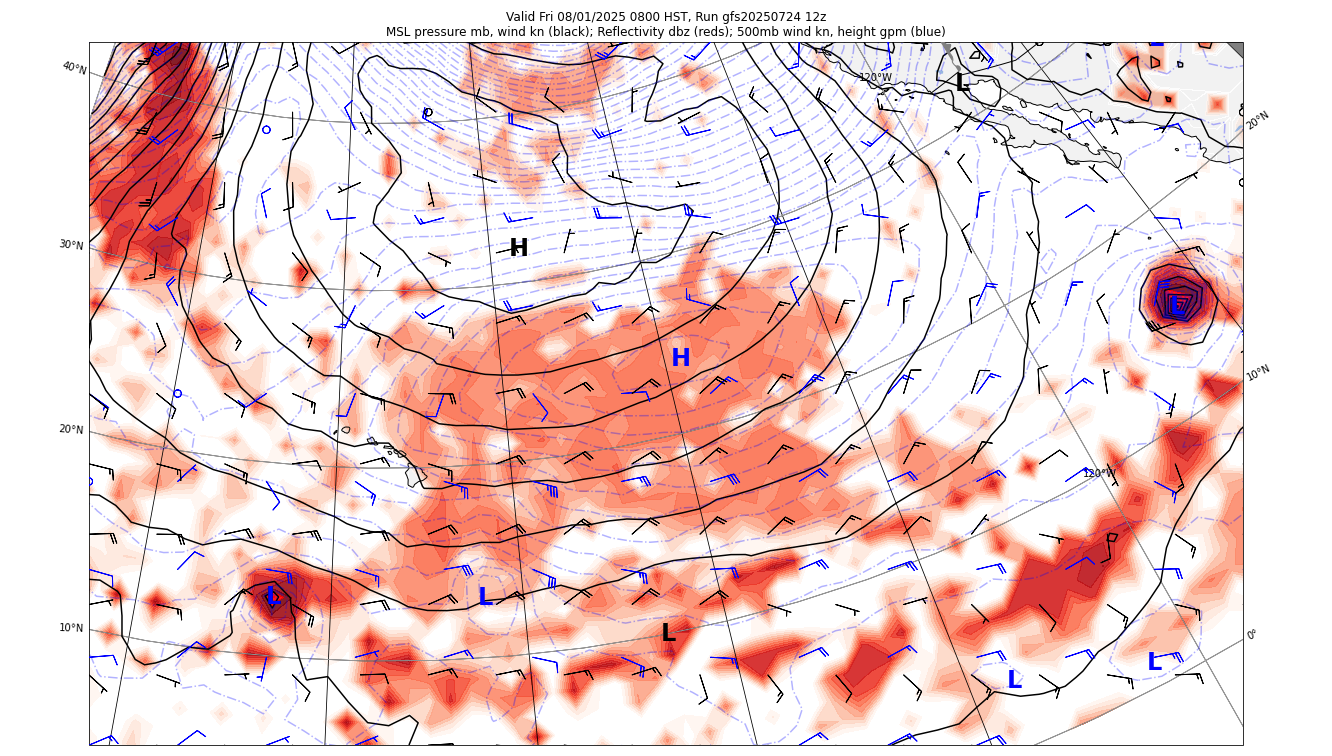 Valid Fri 08/01/2025 0800 HST, Run gfs20250724 12z
MSL pressure mb, wind kn (black); Reflectivity dbz (reds); 500mb wind kn, height gpm (blue)
40°N
120°W
L
20°N
30°N
H
L
H
10°N
20°N
120°W
L
L
10°N
L
0°
L
L